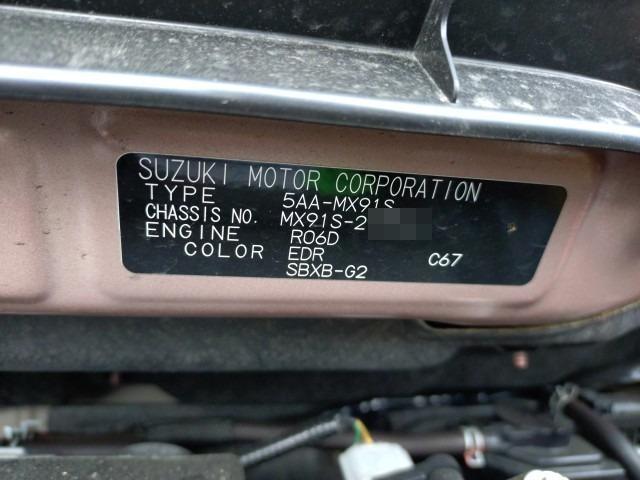 SUZUKI MOTOR CORPORATION
TYPE 5AA-MX91S
CHASSIS NO. MX91S-2
ENGINE R06D
COLOR EDR C67
SBXB-G2